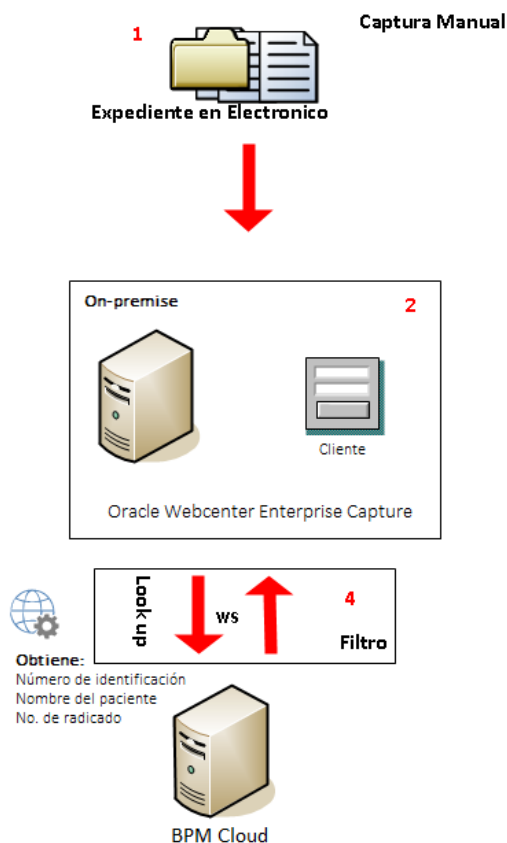 Captura Manual
1
Expediente en Electronico
On-premise
2
Cliente
Oracle Webcenter Enterprise Capture
Look up
ws
4
Filtro
Obtiene:
Número de identificación
Nombre del paciente
No. de radicado
BPM Cloud